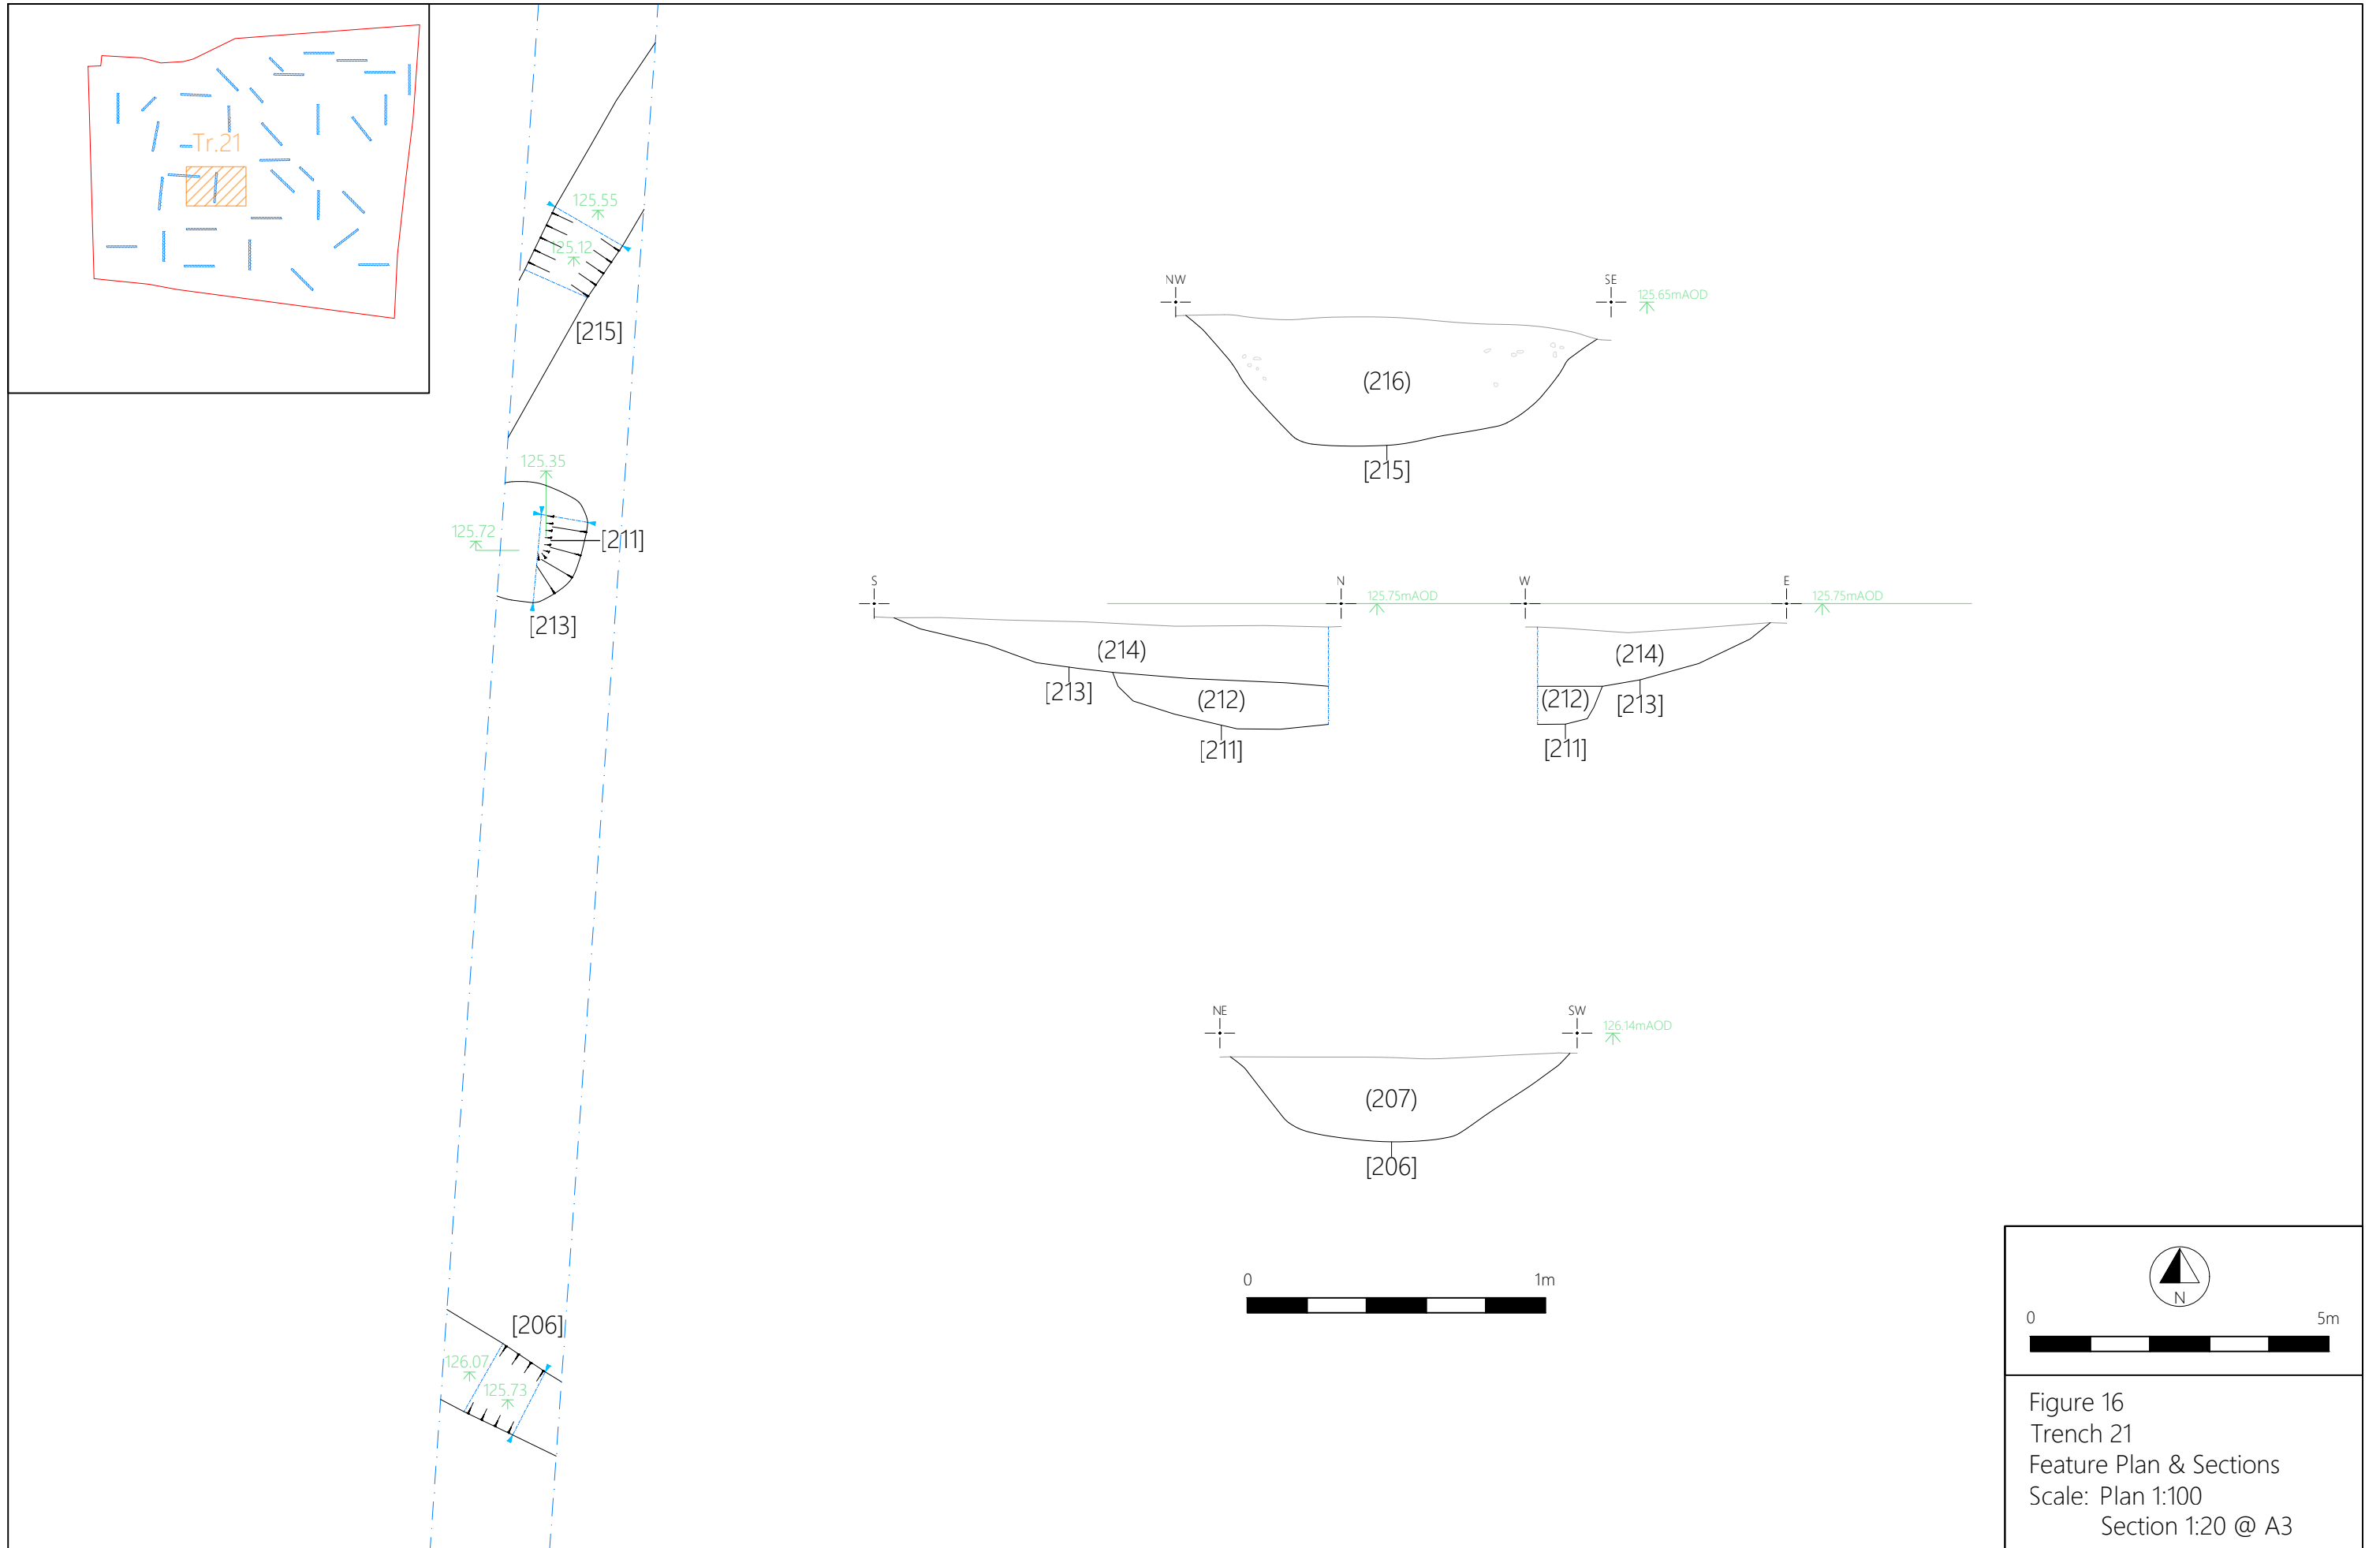 Tr.21
125.55
125.12
[215]
125.35
125.72
[211]
[213]
[206]
126.07
125.73
NW
SE
125.65mAOD
(216)
[215]
S
N
125.75mAOD
W
E
125.75mAOD
(214)
[213]
(212)
[211]
(214)
(212)
[213]
[211]
NE
SW
126.14mAOD
(207)
[206]
0
1m
N
0
5m
Figure 16
Trench 21
Feature Plan & Sections
Scale: Plan 1:100
Section 1:20 @ A3